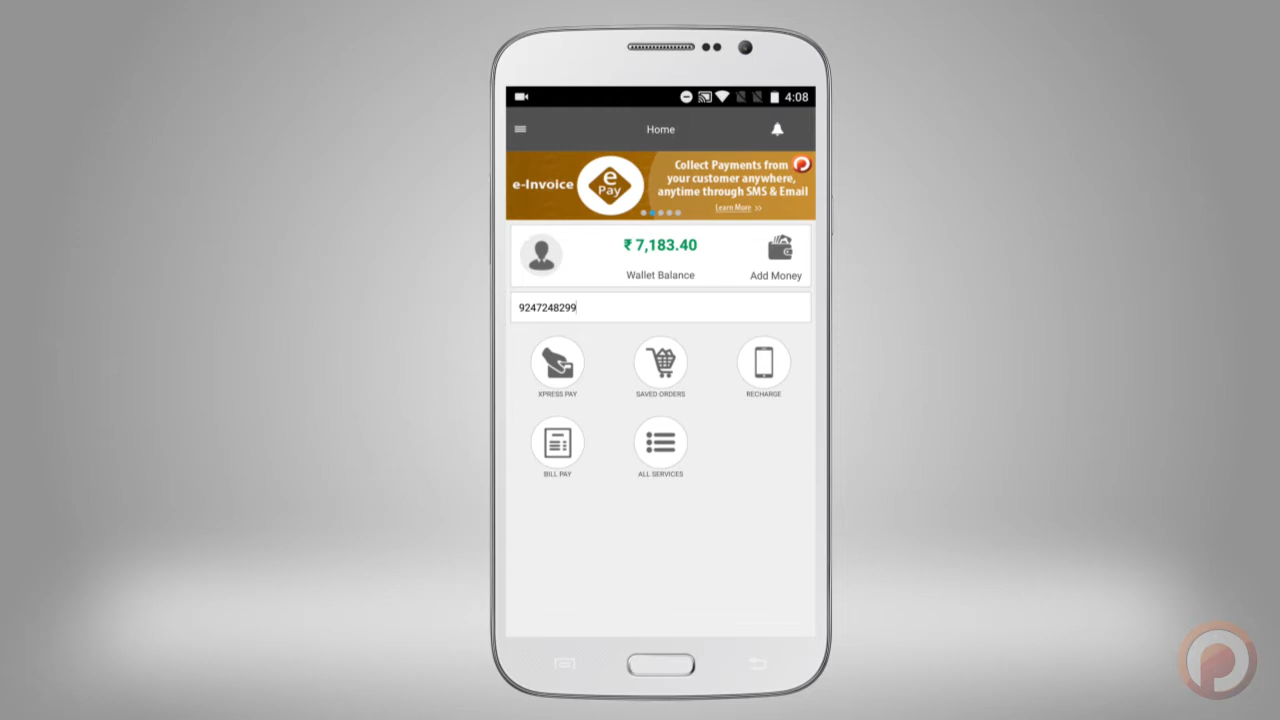 4:08
Home
e-Invoice
e
Pay
Collect Payments from
your customer anywhere,
anytime through SMS & Email
Learn More >>
₹ 7,183.40
Wallet Balance
Add Money
9247248299
XPRESS PAY
SAVED ORDERS
RECHARGE
BILL PAY
ALL SERVICES